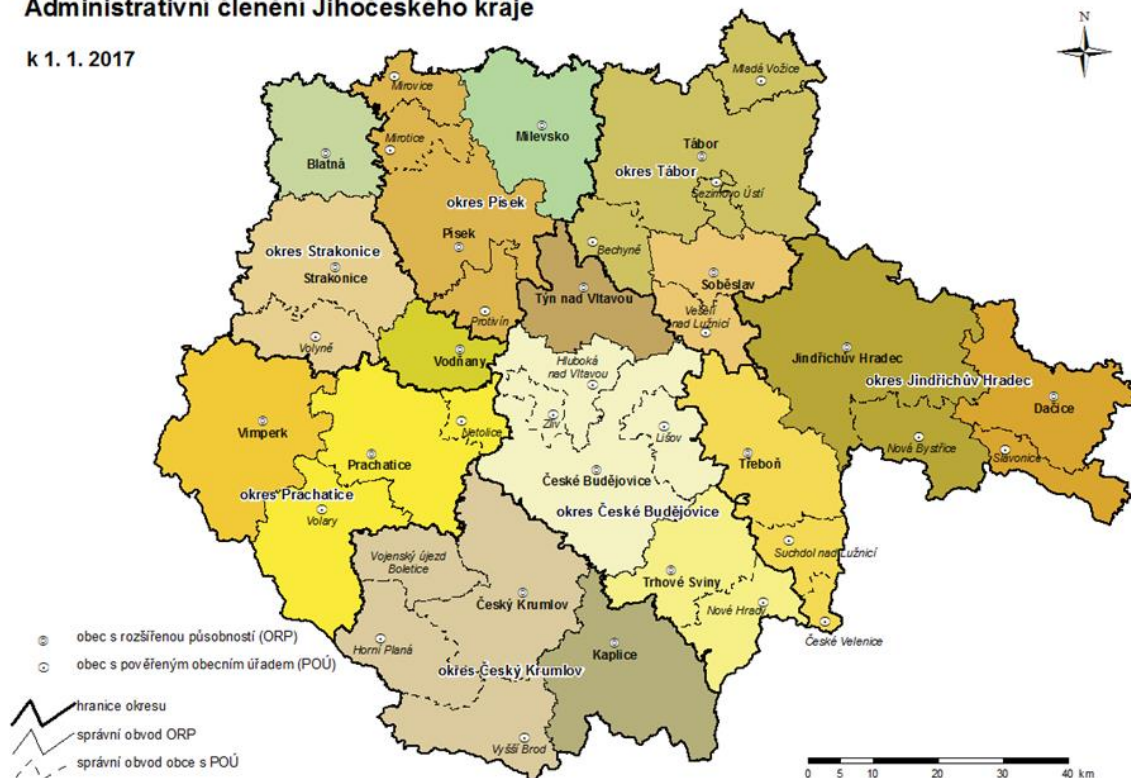 Administrativní členění Jihočeského kraje
k 1. 1. 2017
N
Mladá Vožice
Mirovice
Milevsko
Mirotice
Tábor
Blatná
okres Tábor
Sezimovo Ústí
okres Písek
Písek
Bechyně
okres Strakonice
Strakonice
Soběslav
Týn nad Vltavou
Protivín
Veselí
nad Lužnicí
Volyně
Vodňany
Hluboká
nad Vltavou
Jindřichův Hradec
okres Jindřichův Hradec
Dačice
Vimperk
Netolice
Zliv
Lišov
Nová Bystřice
Slavonice
Prachatice
Třeboň
České Budějovice
okres Prachatice
Volary
okres České Budějovice
Vojenský újezd
Boletice
Suchdol nad Lužnicí
Trhové Sviny
Český Krumlov
Nové Hrady
České Velenice
obec s rozšířenou působností (ORP)
Horní Planá
Kaplice
obec s pověřeným obecním úřadem (POÚ)
okres Český Krumlov
hranice okresu
správní obvod ORP
Vyšší Brod
správní obvod obce s POÚ
0 5 10 20 30 40 km